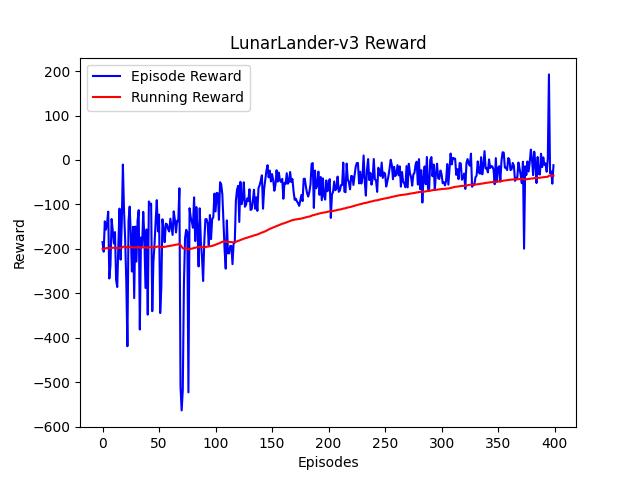 LunarLander-v3 Reward
Episode Reward
Running Reward
200
100
0
−100
−200
−300
−400
−500
−600
Reward
0 50 100 150 200 250 300 350 400
Episodes